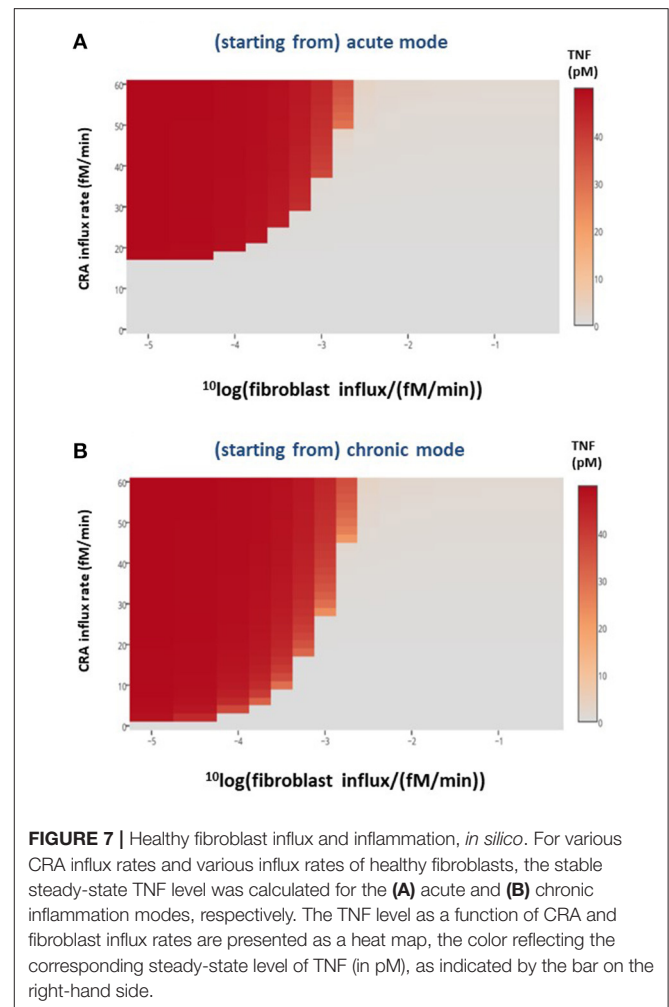 A
(starting from) acute mode
TNF
(pM)
CRA influx rate (fM/min)
60
50
40
30
20
10
0
40
30
20
10
0
-5
-4
-3
-2
-1
¹⁰log(fibroblast influx/(fM/min))
B
(starting from) chronic mode
TNF
(pM)
CRA influx rate (fM/min)
60
50
40
30
20
10
0
40
30
20
10
0
-5
-4
-3
-2
-1
¹⁰log(fibroblast influx/(fM/min))
FIGURE 7 | Healthy fibroblast influx and inflammation, in silico. For various
CRA influx rates and various influx rates of healthy fibroblasts, the stable
steady-state TNF level was calculated for the (A) acute and (B) chronic
inflammation modes, respectively. The TNF level as a function of CRA and
fibroblast influx rates are presented as a heat map, the color reflecting the
corresponding steady-state level of TNF (in pM), as indicated by the bar on the
right-hand side.